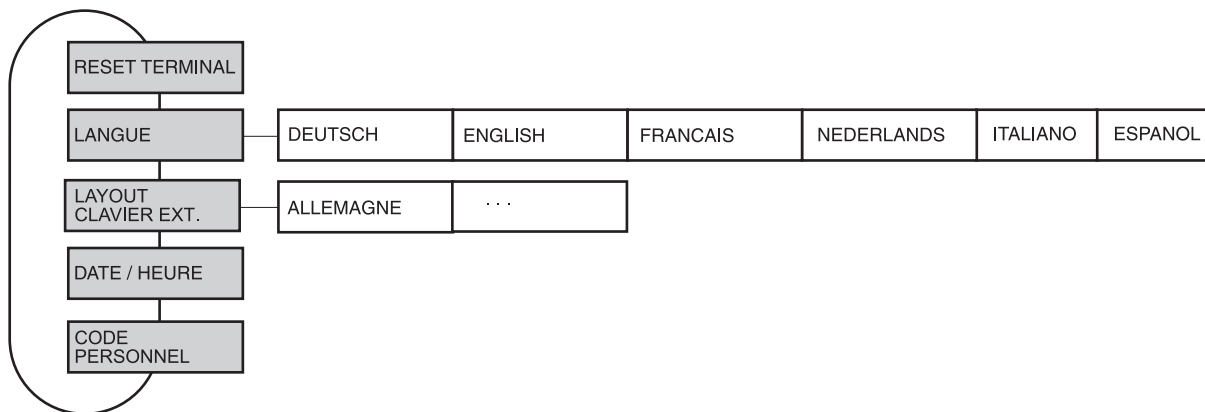 RESET TERMINAL
LANGUE
DEUTSCH
ENGLISH
FRANCAIS
NEDERLANDS
ITALIANO
ESPANOL
LAYOUT
CLAVIER EXT.
ALLEMAGNE
. . .
DATE / HEURE
CODE
PERSONNEL